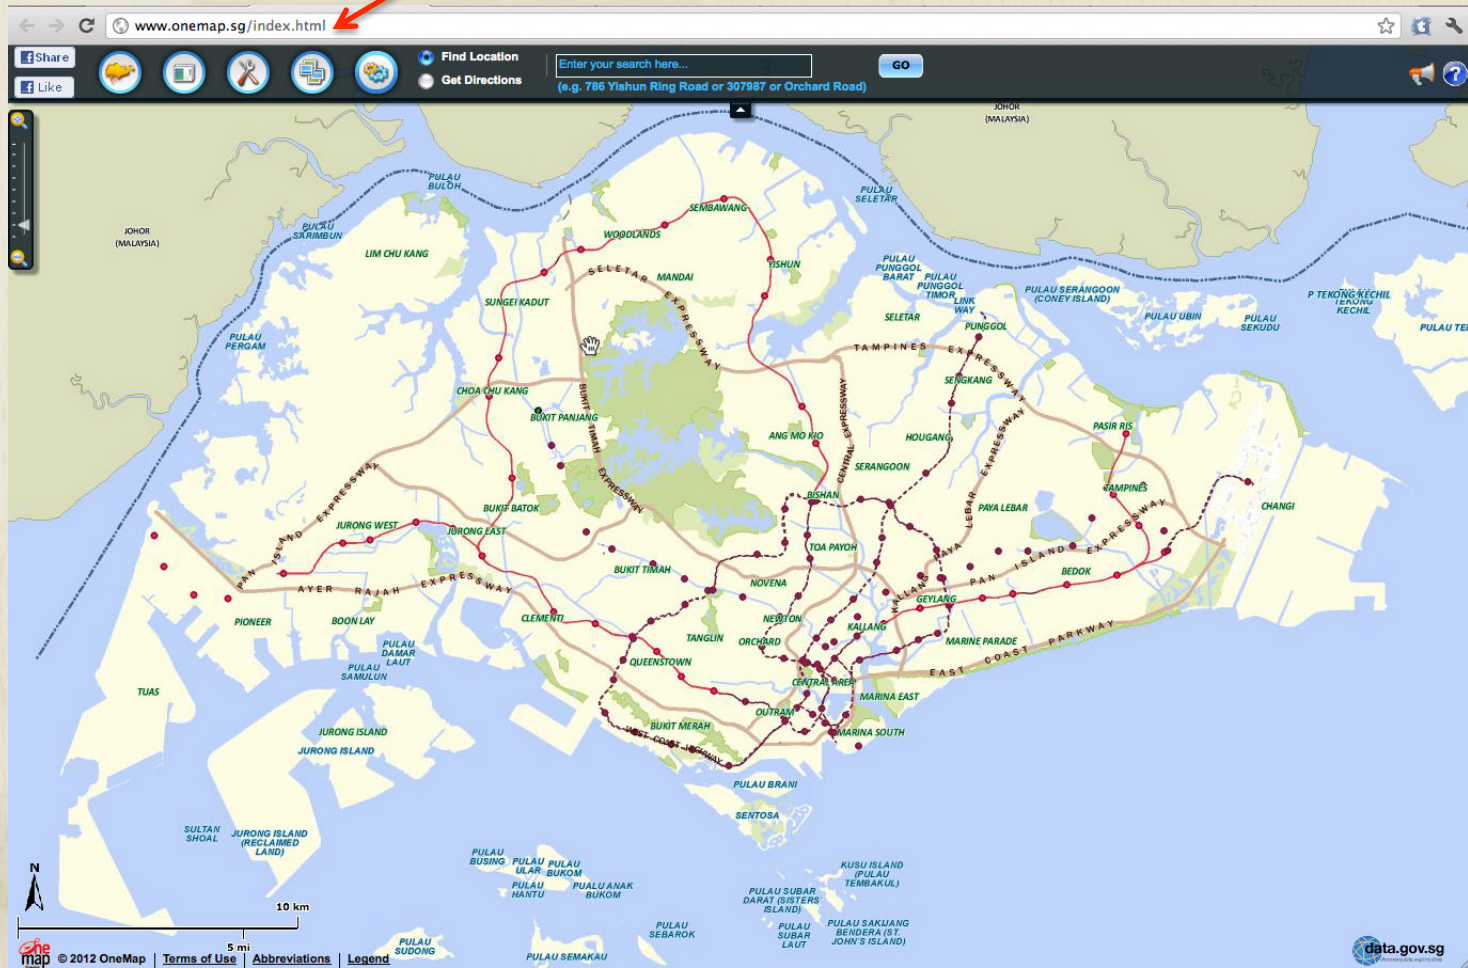 www.onemap.sg/index.html
Share
Like
Find Location
Get Directions
Enter your search here...
(e.g. 786 Yishun Ring Road or 307987 or Orchard Road)
GO
JOHOR
(MALAYSIA)
PULAU
BULOH
PULAU
SELETAR
SEMBAWANG
PULAU
SARIMBUN
JOHOR
(MALAYSIA)
WOODLANDS
LIM CHU KANG
YISHUN
MANDAI
SELETAR EXPRESSWAY
PULAU
PUNGGOL
BARAT
PULAU
PUNGGOL
TIMOR
LINK
WAY
PULAU SERANGOON
(CONEY ISLAND)
P TEKONG KECHIL
TEKONG
KECHIL
SUNGEI KADUT
SELETAR
PULAU UBIN
PULAU
SEKUDU
PULAU TE
PUNGGOL
PULAU
PERGAM
TAMPINES EXPRESSWAY
CHOA CHU KANG
SENGKANG
BUKIT PANJANG
BUKIT TIMAH EXPRESSWAY
CENTRAL EXPRESSWAY
ANG MO KIO
HOUGANG
PASIR RIS
SERANGOON
PAN ISLAND EXPRESSWAY
BISHAN
TAMPINES
BUKIT BATOK
PAYA LEBAR
CHANGI
JURONG WEST
JURONG EAST
TOA PAYOH
KALLANG PAYA LEBAR EXPRESSWAY
PAN ISLAND EXPRESSWAY
BUKIT TIMAH
BEDOK
NOVENA
AYER RAJAH EXPRESSWAY
GEYLANG
PIONEER
BOON LAY
CLEMENTI
NEWTON
KALLANG
TANGLIN
ORCHARD
MARINE PARADE
EAST COAST PARKWAY
PULAU
DAMAR
LAUT
PULAU
SAMULUN
QUEENSTOWN
CENTRAL AREA
TUAS
MARINA EAST
OUTRAM
BUKIT MERAH
JURONG ISLAND
WEST COAST HIGHWAY
MARINA SOUTH
JURONG ISLAND
PULAU BRANI
SENTOSA
SULTAN
SHOAL
JURONG ISLAND
(RECLAIMED
LAND)
PULAU
BUSING
PULAU
ULAR
PULAU
BUKOM
PULAU
HANTU
PUALU ANAK
BUKOM
KUSU ISLAND
(PULAU
TEMBAKUL)
PULAU SUBAR
DARAT (SISTERS'
ISLAND)
N
10 km
5 mi
PULAU
SEBAROK
PULAU
SUBAR
LAUT
PULAU SAKIJANG
BENDERA (ST.
JOHN'S ISLAND)
PULAU
SUDONG
PULAU SEMAKAU
One
map
© 2012 OneMap | Terms of Use | Abbreviations | Legend
data.gov.sg